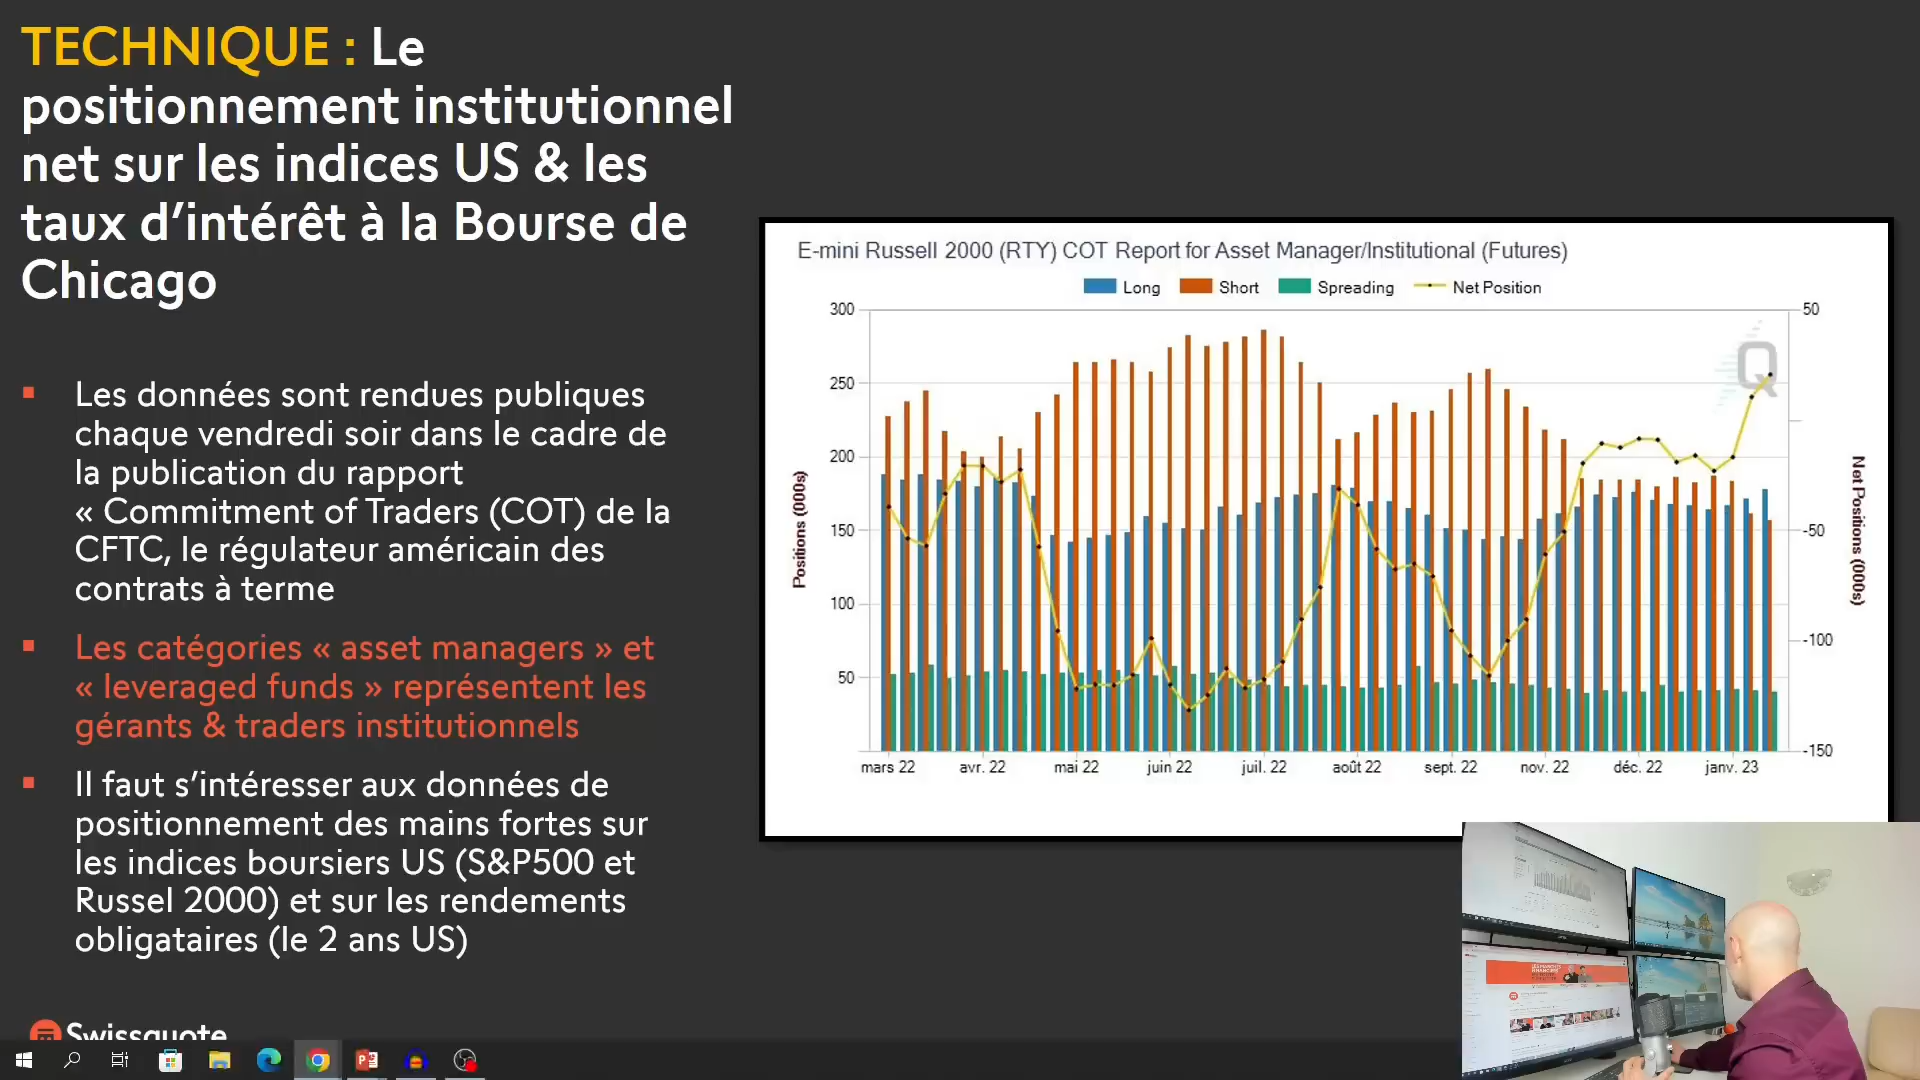 TECHNIQUE : Le
positionnement institutionnel
net sur les indices US & les
taux d’intérêt à la Bourse de
Chicago
Les données sont rendues publiques
chaque vendredi soir dans le cadre de
la publication du rapport
« Commitment of Traders (COT) de la
CFTC, le régulateur américain des
contrats à terme
Les catégories « asset managers » et
« leveraged funds » représentent les
gérants & traders institutionnels
Il faut s’intéresser aux données de
positionnement des mains fortes sur
les indices boursiers US (S&P500 et
Russel 2000) et sur les rendements
obligataires (le 2 ans US)
Swissquote
E-mini Russell 2000 (RTY) COT Report for Asset Manager/Institutional (Futures)
Long Short Spreading Net Position
300
250
200
150
100
50
Positions (000s)
50
-50
-100
-150
Net Positions (000s)
mars 22 avr. 22 mai 22 juin 22 juil. 22 août 22 sept. 22 nov. 22 déc. 22 janv. 23
Q